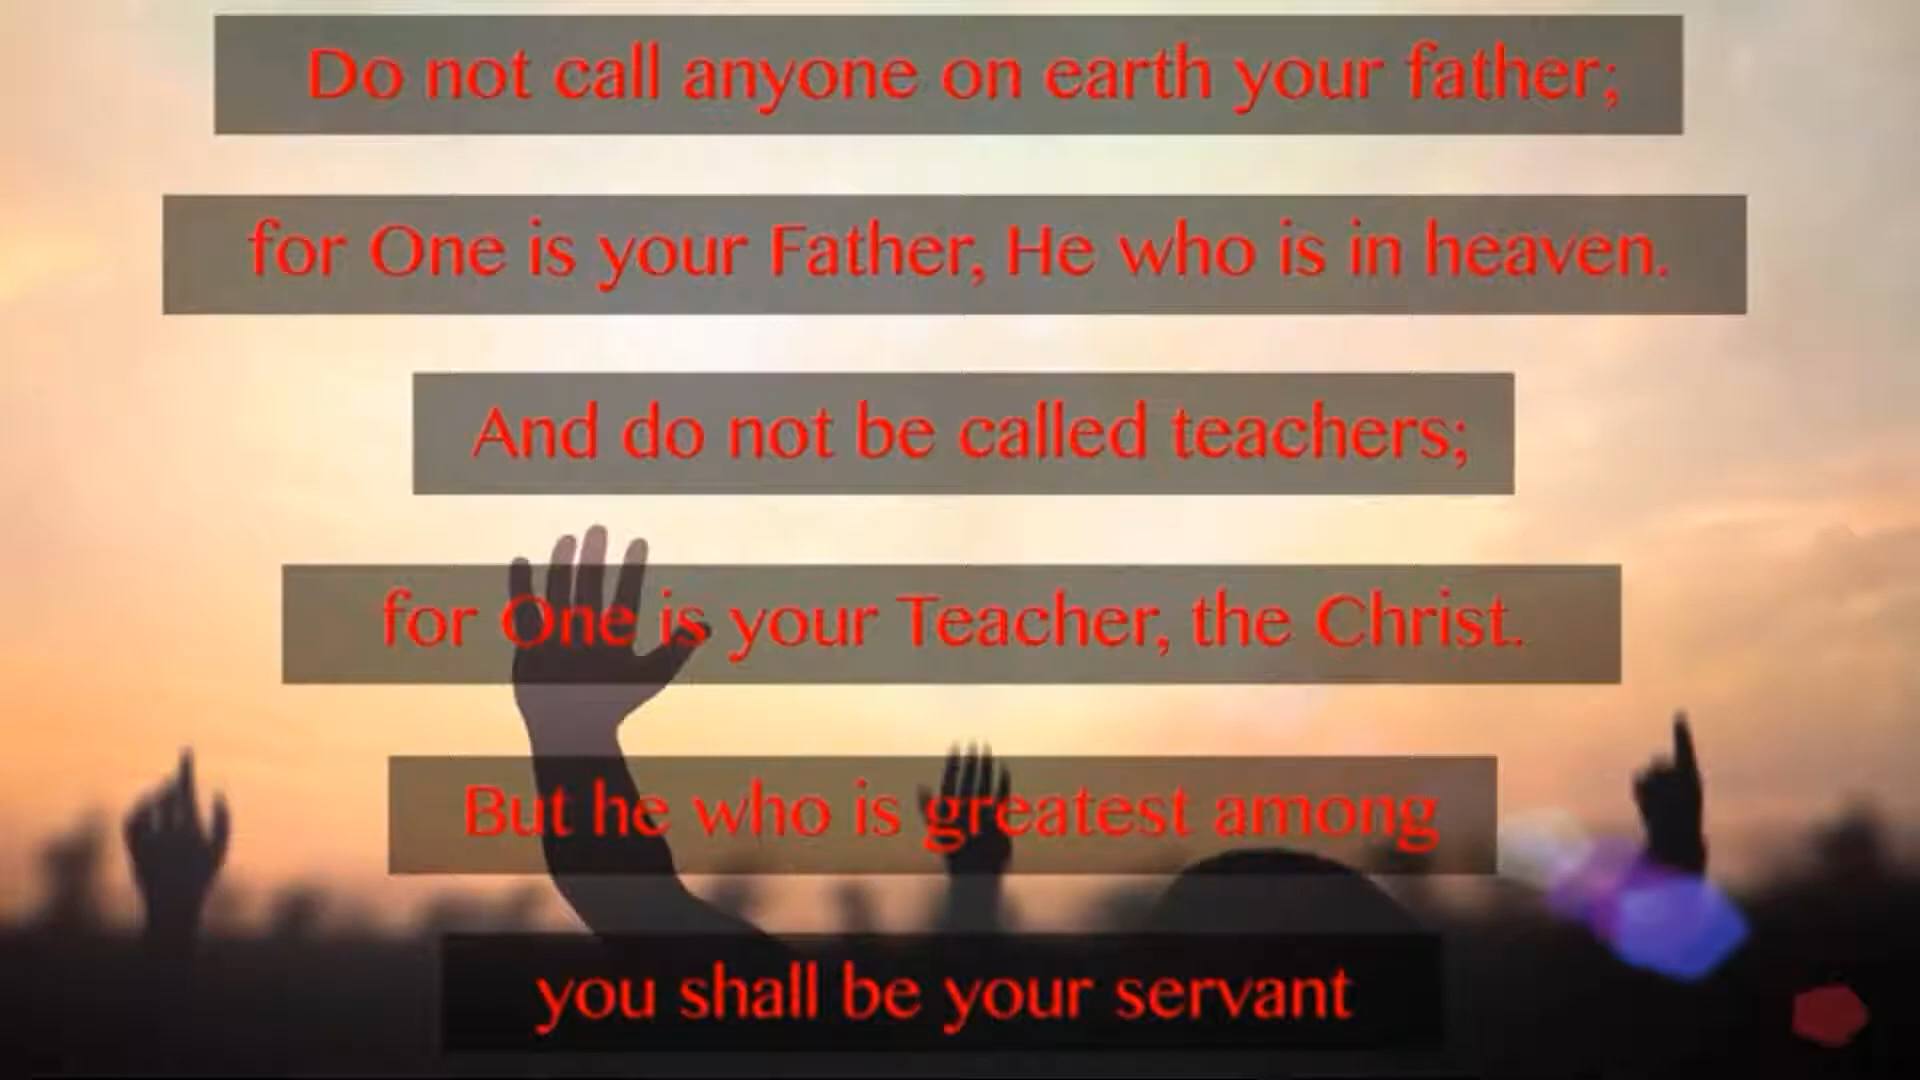 Do not call anyone on earth your father;
for One is your Father, He who is in heaven.
And do not be called teachers;
for One is your Teacher, the Christ.
But he who is greatest among
you shall be your servant